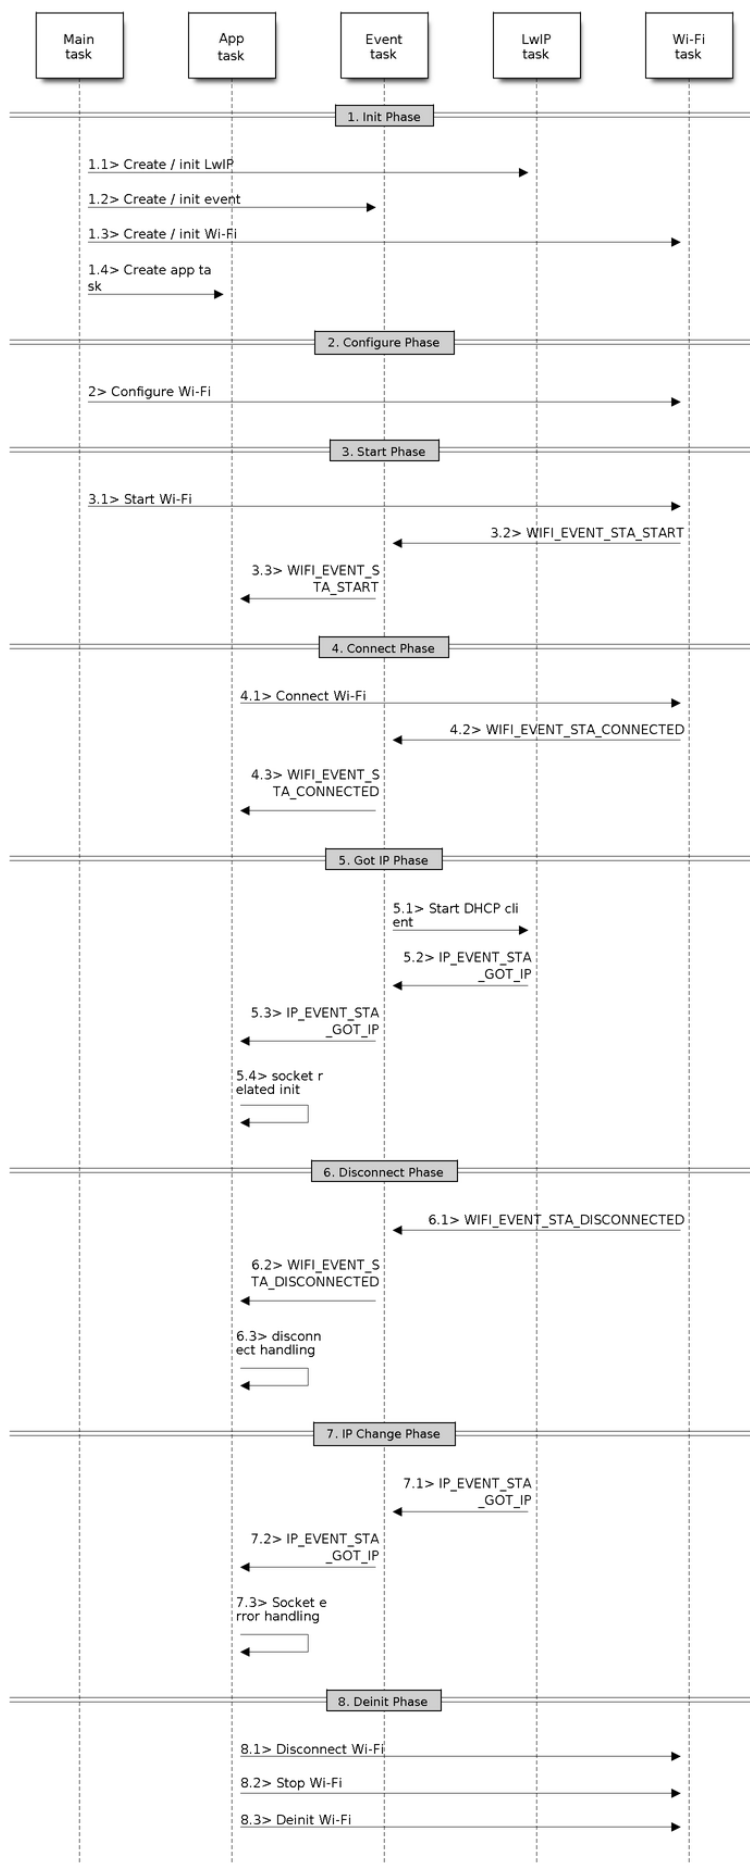 Main
task
App
task
Event
task
LwIP
task
Wi-Fi
task
1. Init Phase
1.1> Create / init LwIP
1.2> Create / init event
1.3> Create / init Wi-Fi
1.4> Create app ta
sk
2. Configure Phase
2> Configure Wi-Fi
3. Start Phase
3.1> Start Wi-Fi
3.2> WIFI_EVENT_STA_START
3.3> WIFI_EVENT_S
TA_START
4. Connect Phase
4.1> Connect Wi-Fi
4.2> WIFI_EVENT_STA_CONNECTED
4.3> WIFI_EVENT_S
TA_CONNECTED
5. Got IP Phase
5.1> Start DHCP cli
ent
5.2> IP_EVENT_STA
_GOT_IP
5.3> IP_EVENT_STA
_GOT_IP
5.4> socket r
elated init
6. Disconnect Phase
6.1> WIFI_EVENT_STA_DISCONNECTED
6.2> WIFI_EVENT_S
TA_DISCONNECTED
6.3> disconn
ect handling
7. IP Change Phase
7.1> IP_EVENT_STA
_GOT_IP
7.2> IP_EVENT_STA
_GOT_IP
7.3> Socket e
rror handling
8. Deinit Phase
8.1> Disconnect Wi-Fi
8.2> Stop Wi-Fi
8.3> Deinit Wi-Fi